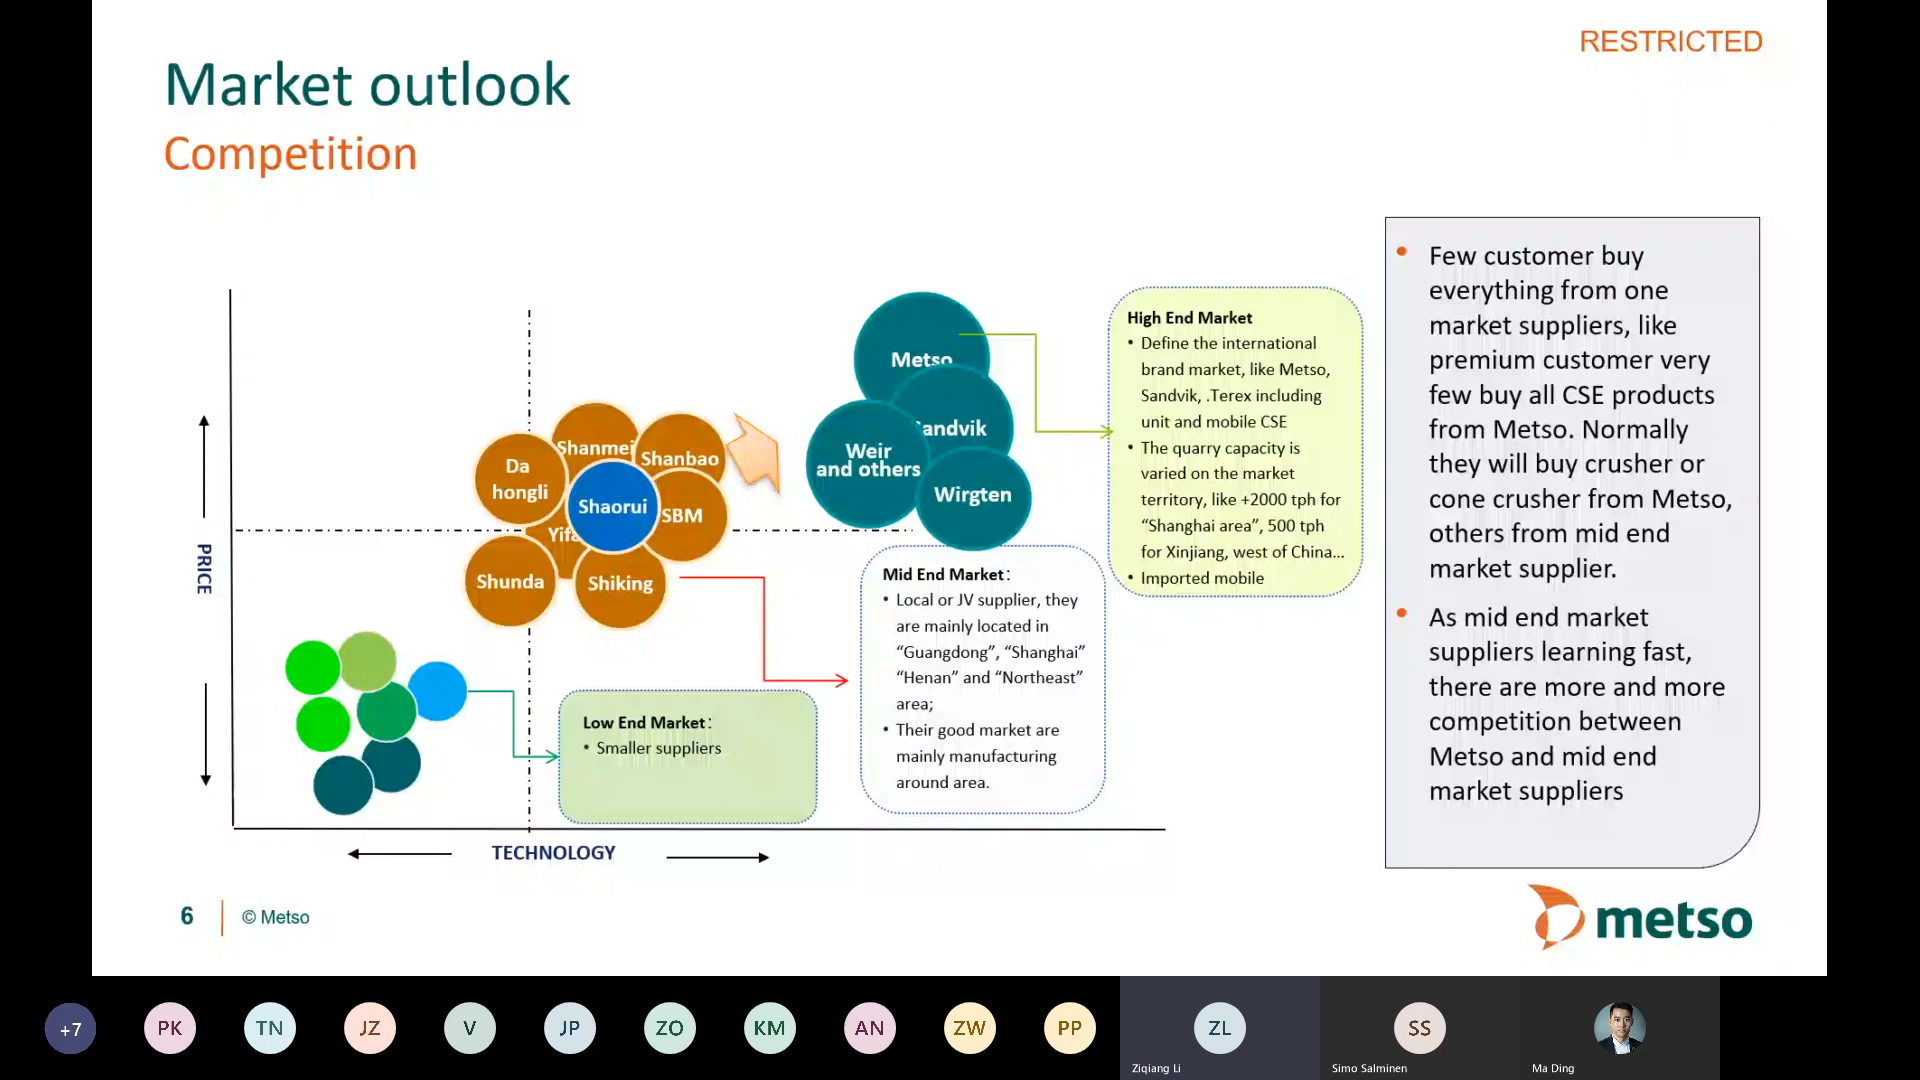 RESTRICTED
Market outlook
Competition
PRICE
TECHNOLOGY
Da
hongli
Shanmei
Shanbao
Shaorui
SBM
Shunda
Shiking
Metso
andvik
Weir
and others
Wirgten
Low End Market:
• Smaller suppliers
Mid End Market:
• Local or JV supplier, they
are mainly located in
“Guangdong”, “Shanghai”
“Henan” and “Northeast”
area;
• Their good market are
mainly manufacturing
around area.
High End Market
• Define the international
brand market, like Metso,
Sandvik, .Terex including
unit and mobile CSE
• The quarry capacity is
varied on the market
territory, like +2000 tph for
“Shanghai area”, 500 tph
for Xinjiang, west of China...
• Imported mobile
• Few customer buy
everything from one
market suppliers, like
premium customer very
few buy all CSE products
from Metso. Normally
they will buy crusher or
cone crusher from Metso,
others from mid end
market supplier.
• As mid end market
suppliers learning fast,
there are more and more
competition between
Metso and mid end
market suppliers
6
© Metso
metso
+7
PK
TN
JZ
V
JP
ZO
KM
AN
ZW
PP
ZL
Ziqiang Li
SS
Simo Salminen
Ma Ding